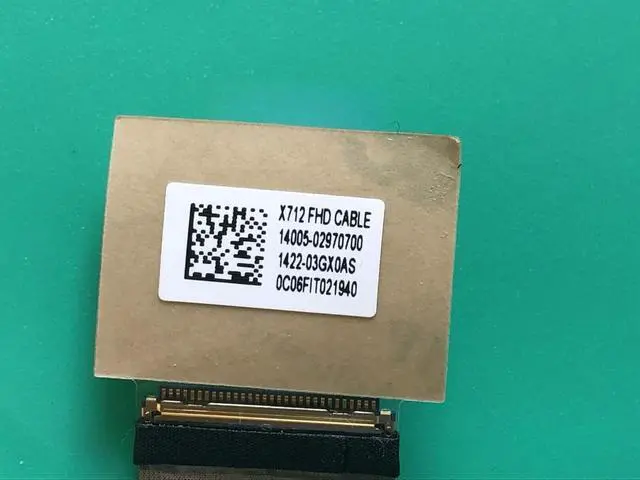 X712 FHD CABLE
14005-02970700
1422-03GX0AS
0C06FIT021940